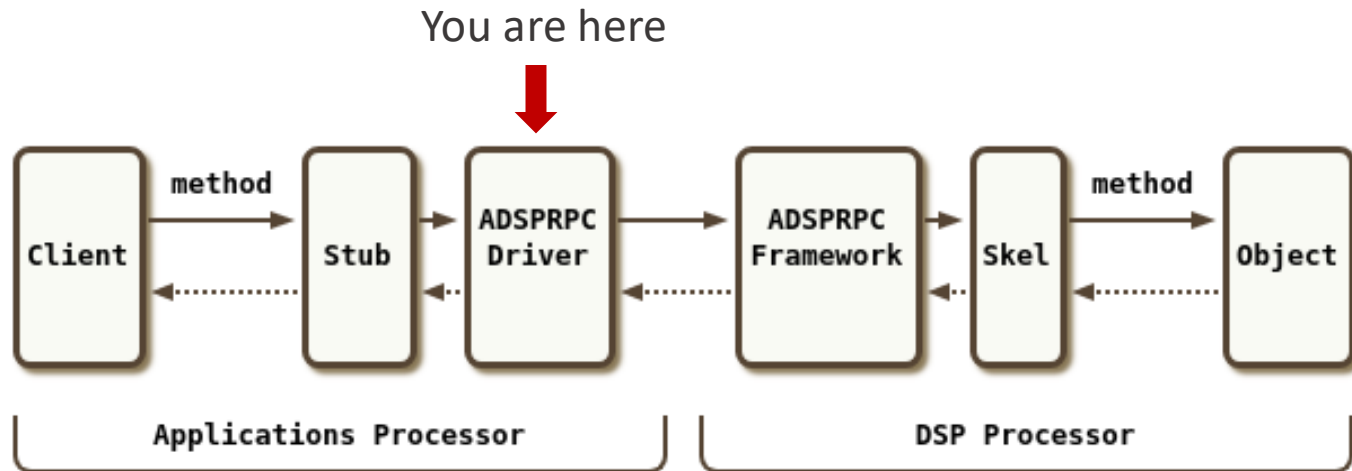 You are here
method
method
ADSPRPC
Driver
ADSPRPC
Framework
Client
Stub
Skel
Object
Applications Processor
DSP Processor